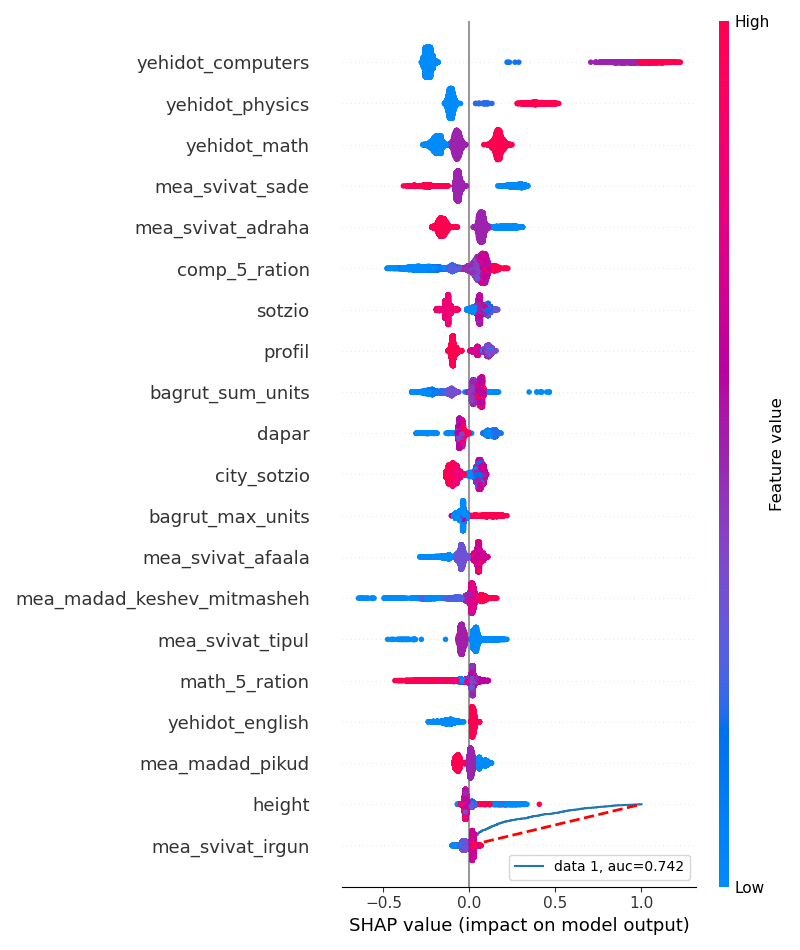 High
yehidot_computers
yehidot_physics
yehidot_math
mea_svivat_sade
mea_svivat_adraha
comp_5_ration
sotzio
profil
bagrut_sum_units
dapar
city_sotzio
bagrut_max_units
mea_svivat_afaala
mea_madad_keshev_mitmasheh
mea_svivat_tipul
math_5_ration
yehidot_english
mea_madad_pikud
height
mea_svivat_irgun
Feature value
data 1, auc=0.742
Low
−0.5 0.0 0.5 1.0
SHAP value (impact on model output)